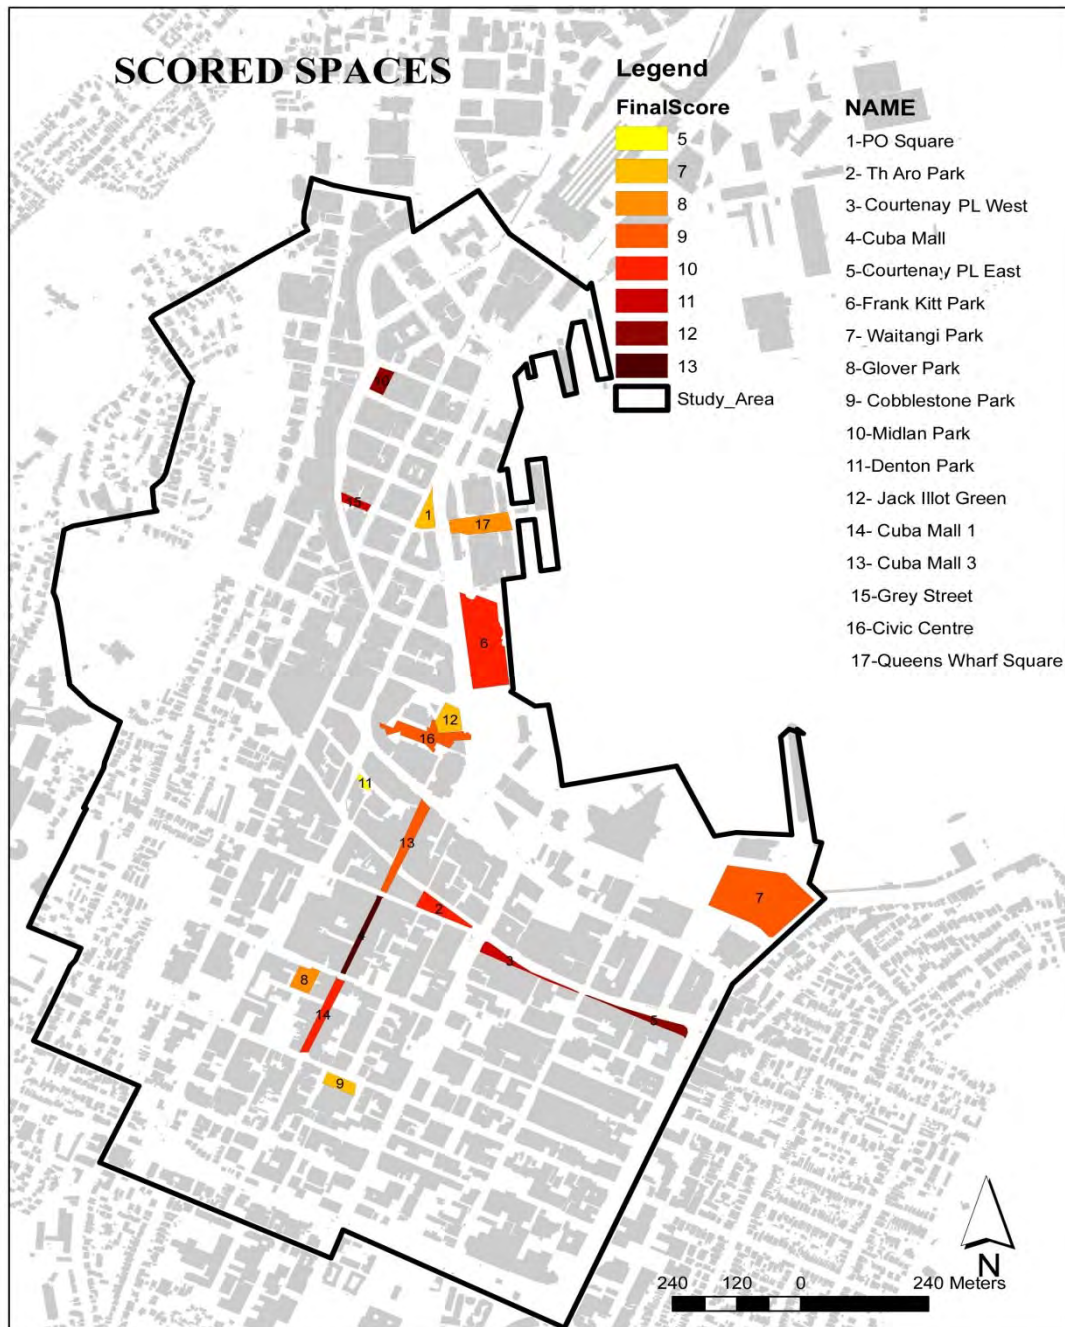 SCORED SPACES
Legend
FinalScore
5
7
8
9
10
11
12
13
Study_Area
NAME
1-PO Square
2- Th Aro Park
3- Courtenay PL West
4-Cuba Mall
5-Courtenay PL East
6-Frank Kitt Park
7- Waitangi Park
8-Glover Park
9- Cobblestone Park
10-Midlan Park
11-Denton Park
12- Jack Illot Green
14- Cuba Mall 1
13- Cuba Mall 3
15-Grey Street
16-Civic Centre
17-Queens Wharf Square
10
15
1
17
6
12
16
11
13
7
2
4
3
8
14
5
9
N
240 120 0 240 Meters